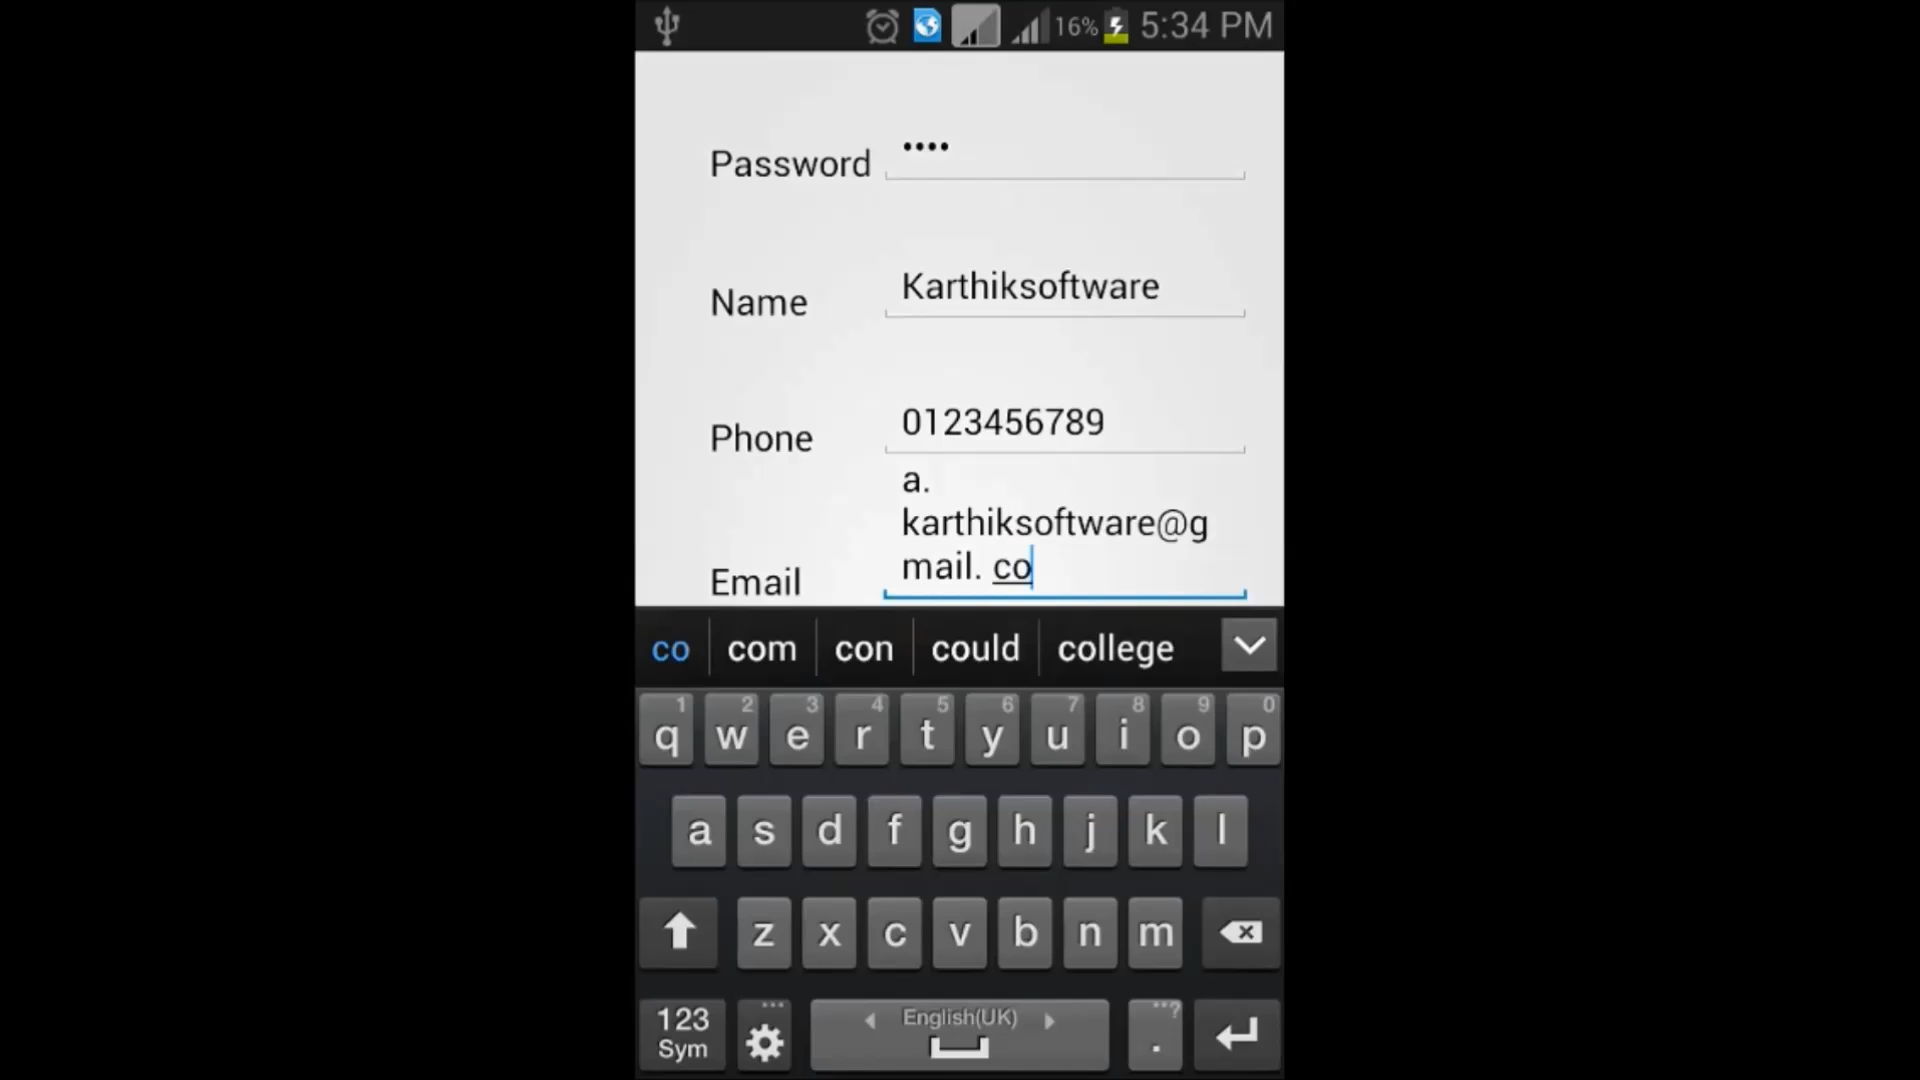 16% 5:34 PM
Password ••••
Name Karthiksoftware
Phone 0123456789
a.
karthiksoftware@g
mail. co
Email
co com con could college
1 2 3 4 5 6 7 8 9 0
q w e r t y u i o p
a s d f g h j k l
z x c v b n m
123 English(UK) ?
Sym .